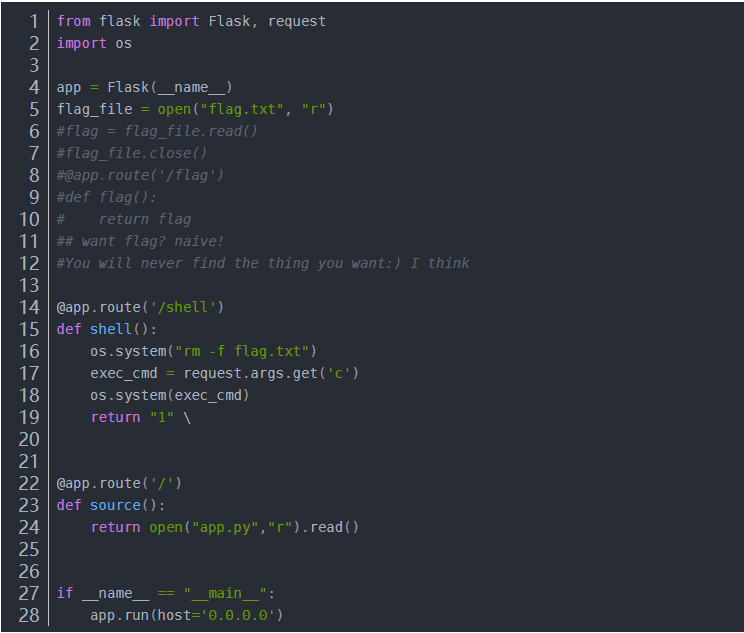 1 from flask import Flask, request
2 import os
3
4 app = Flask(__name__)
5 flag_file = open("flag.txt", "r")
6 #flag = flag_file.read()
7 #flag_file.close()
8 #@app.route('/flag')
9 #def flag():
10 #    return flag
11 ## want flag? naive!
12 #You will never find the thing you want:) I think
13
14 @app.route('/shell')
15 def shell():
16     os.system("rm -f flag.txt")
17     exec_cmd = request.args.get('c')
18     os.system(exec_cmd)
19     return "1" \
20
21
22 @app.route('/')
23 def source():
24     return open("app.py","r").read()
25
26
27 if __name__ == "__main__":
28     app.run(host='0.0.0.0')